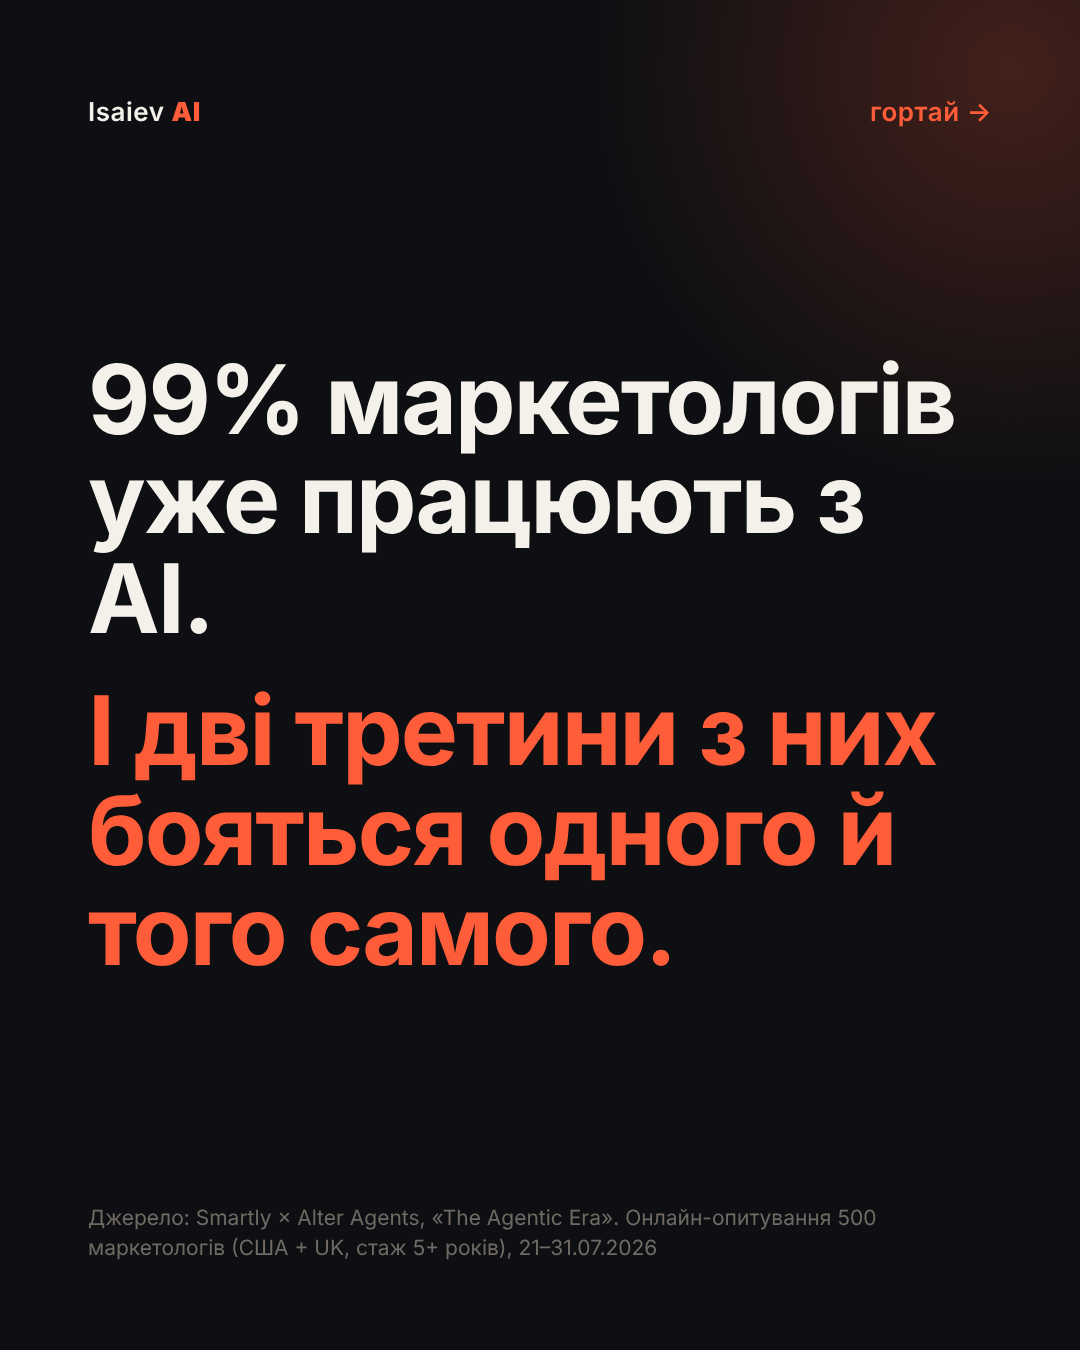 Isaiev AI
гортай →
99% маркетологів
уже працюють з
AI.
І дві третини з них
бояться одного й
того самого.
Джерело: Smartly × Alter Agents, «The Agentic Era». Онлайн-опитування 500
маркетологів (США + UK, стаж 5+ років), 21–31.07.2026